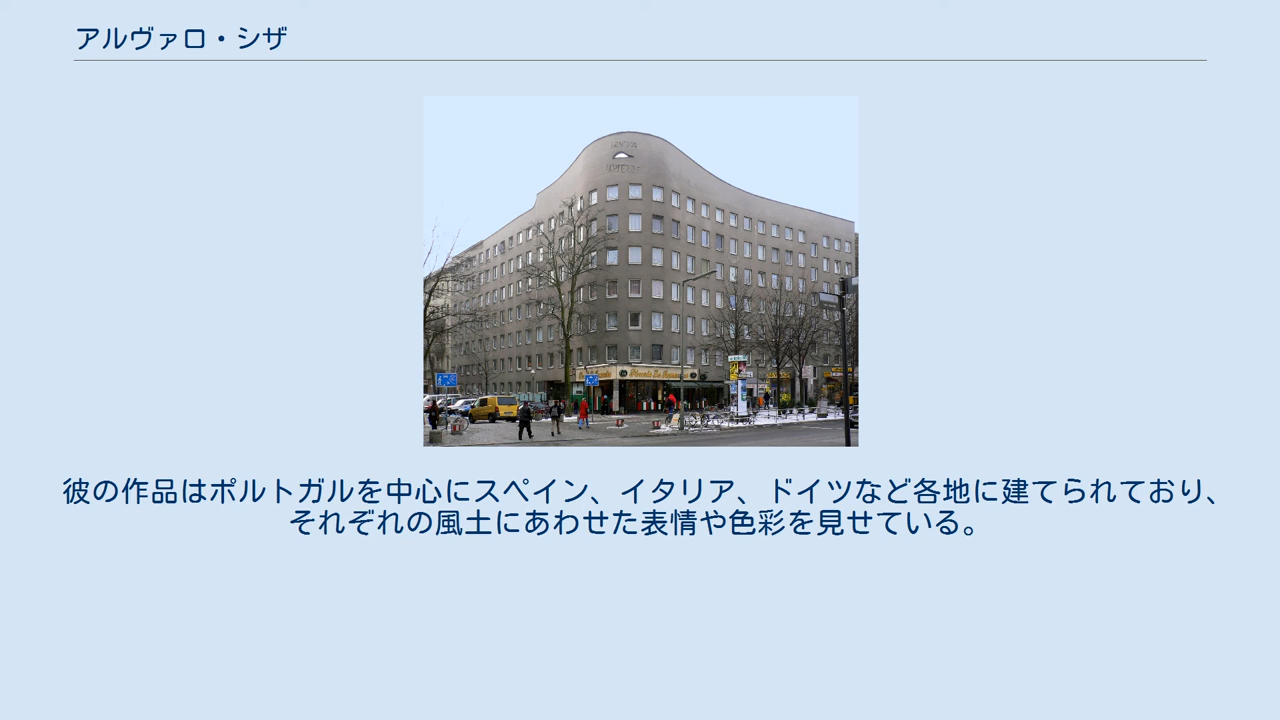 アルヴァロ・シザ
彼の作品はポルトガルを中心にスペイン、イタリア、ドイツなど各地に建てられており、
それぞれの風土にあわせた表情や色彩を見せている。